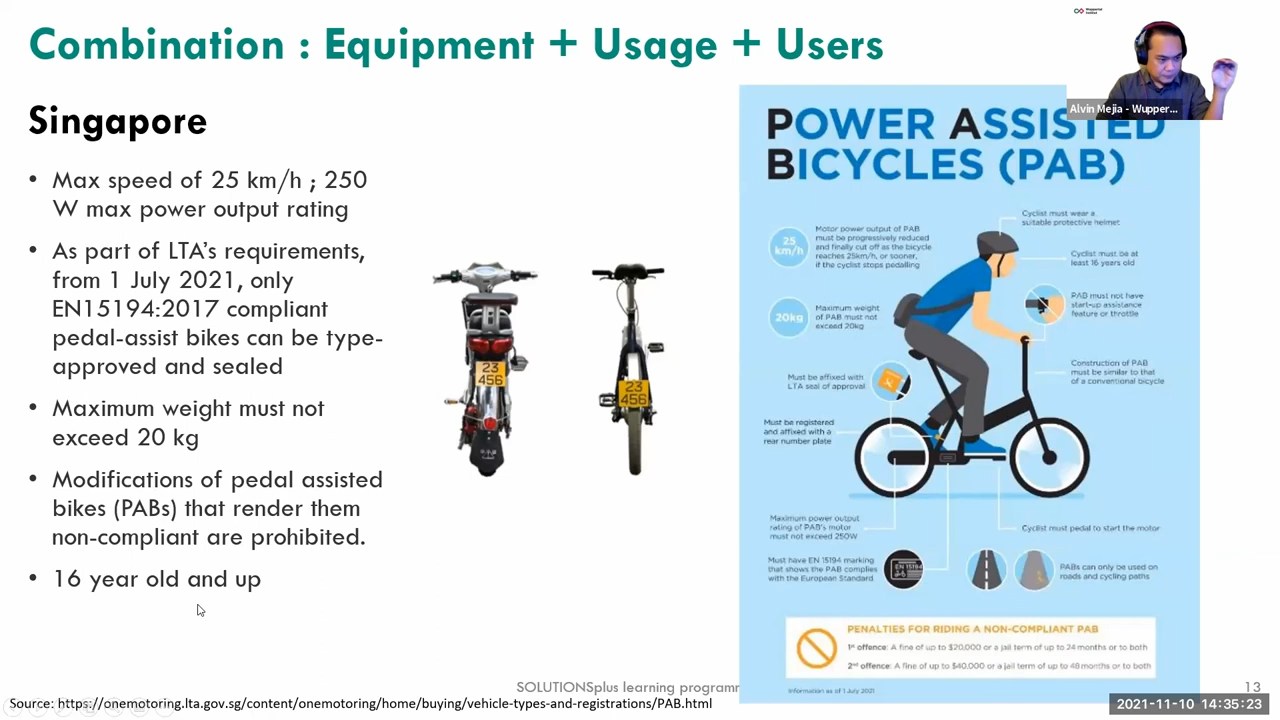 Combination : Equipment + Usage + Users
Wuppertal
Institut
Alvin Mejia - Wupper...
Singapore
• Max speed of 25 km/h ; 250
W max power output rating
• As part of LTA's requirements,
from 1 July 2021, only
EN15194:2017 compliant
pedal-assist bikes can be type-
approved and sealed
• Maximum weight must not
exceed 20 kg
• Modifications of pedal assisted
bikes (PABs) that render them
non-compliant are prohibited.
• 16 year old and up
23
456
23
456
POWER ASSISTED
BICYCLES (PAB)
25
km/h
Motor power output of PAB
must be progressively reduced
and finally cut off as the bicycle
reaches 25km/h, or sooner,
if the cyclist stops pedalling
20kg
Maximum weight
of PAB must not
exceed 20kg
Must be affixed with
LTA seal of approval
Must be registered
and affixed with a
rear number plate
Maximum power output
rating of PAB's motor
must not exceed 250W
Must have EN 15194 marking
that shows the PAB complies
with the European Standard
EN 15194
Cyclist must wear a
suitable protective helmet
Cyclist must be at
least 16 years old
PAB must not have
start-up assistance
feature or throttle
Construction of PAB
must be similar to that
of a conventional bicycle
Cyclist must pedal to start the motor
PABs can only be used on
roads and cycling paths
PENALTIES FOR RIDING A NON-COMPLIANT PAB
1st offence: A fine of up to $20,000 or a jail term of up to 24 months or to both
2nd offence: A fine of up to $40,000 or a jail term of up to 48 months or to both
Information as of 1 July 2021
SOLUTIONSplus learning programm
13
Source: https://onemotoring.lta.gov.sg/content/onemotoring/home/buying/vehicle-types-and-registrations/PAB.html
2021-11-10 14:35:23